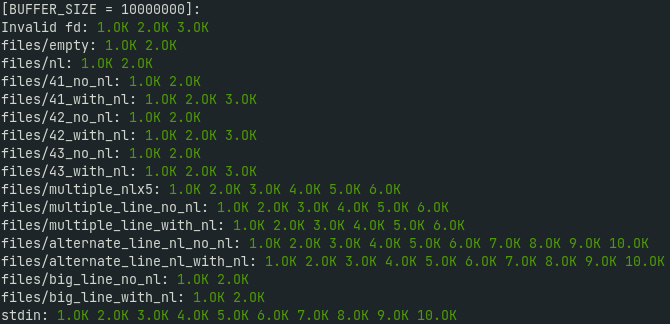 [BUFFER_SIZE = 10000000]:
Invalid fd: 1.OK 2.OK 3.OK
files/empty: 1.OK 2.OK
files/nl: 1.OK 2.OK
files/41_no_nl: 1.OK 2.OK
files/41_with_nl: 1.OK 2.OK 3.OK
files/42_no_nl: 1.OK 2.OK
files/42_with_nl: 1.OK 2.OK 3.OK
files/43_no_nl: 1.OK 2.OK
files/43_with_nl: 1.OK 2.OK 3.OK
files/multiple_nlx5: 1.OK 2.OK 3.OK 4.OK 5.OK 6.OK
files/multiple_line_no_nl: 1.OK 2.OK 3.OK 4.OK 5.OK 6.OK
files/multiple_line_with_nl: 1.OK 2.OK 3.OK 4.OK 5.OK 6.OK
files/alternate_line_nl_no_nl: 1.OK 2.OK 3.OK 4.OK 5.OK 6.OK 7.OK 8.OK 9.OK 10.OK
files/alternate_line_nl_with_nl: 1.OK 2.OK 3.OK 4.OK 5.OK 6.OK 7.OK 8.OK 9.OK 10.OK
files/big_line_no_nl: 1.OK 2.OK
files/big_line_with_nl: 1.OK 2.OK
stdin: 1.OK 2.OK 3.OK 4.OK 5.OK 6.OK 7.OK 8.OK 9.OK 10.OK